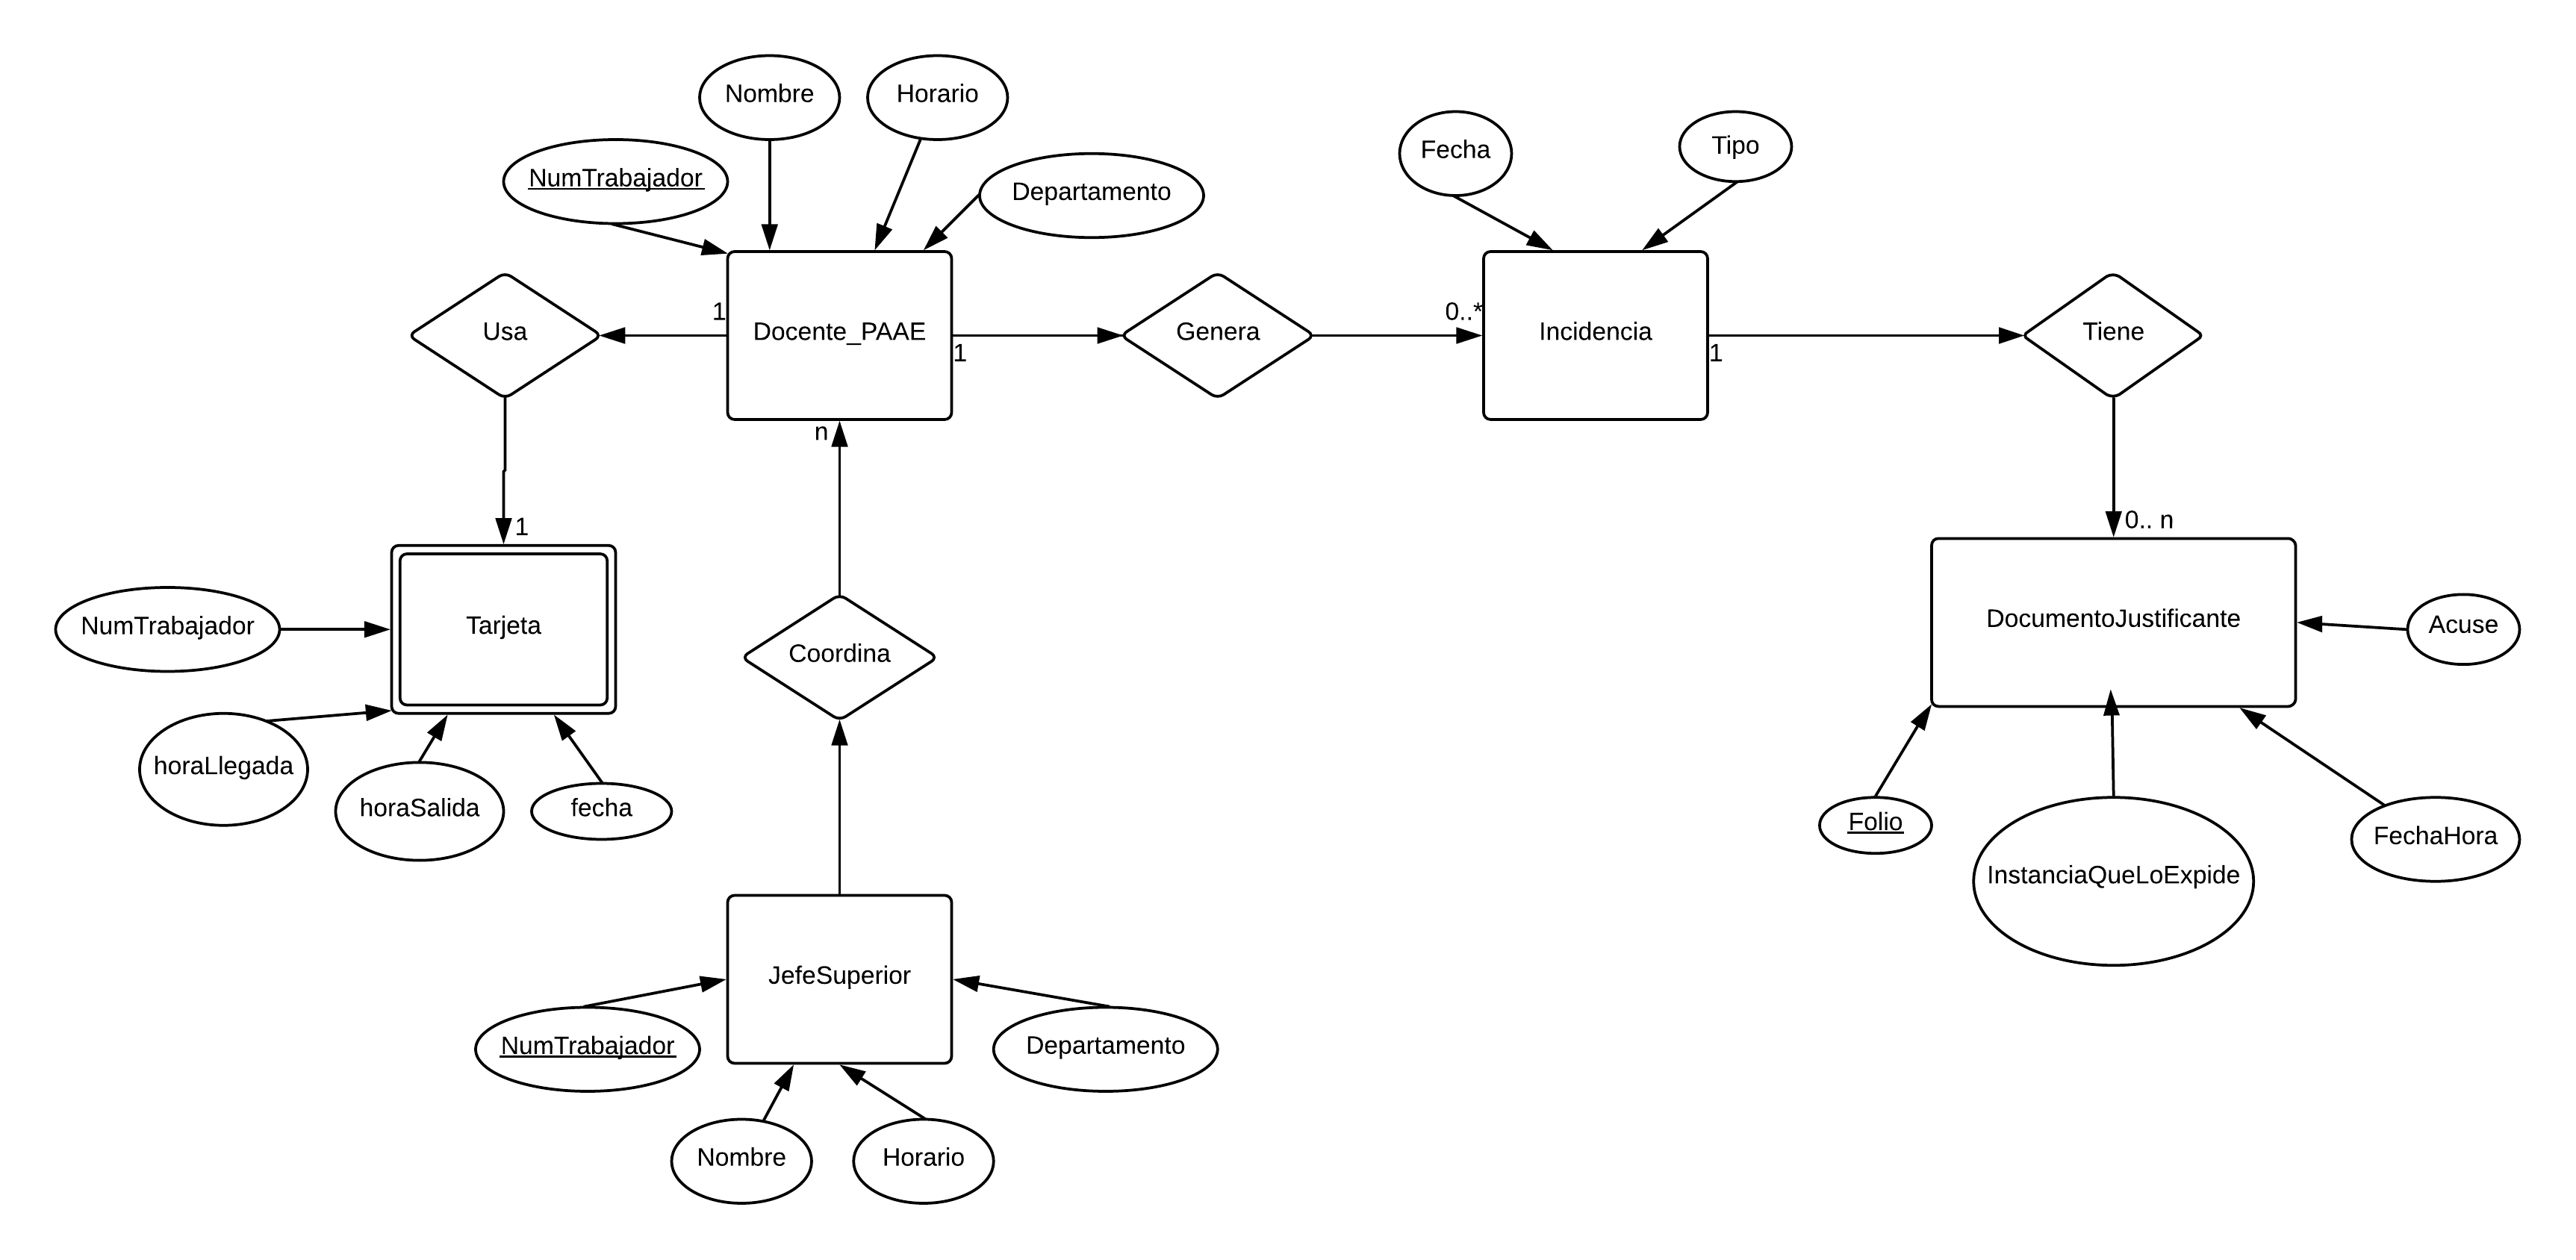 Nombre
Horario
Fecha
Tipo
NumTrabajador
Departamento
Usa
1
Docente_PAAE
1
Genera
0..*
Incidencia
1
Tiene
n
1
0.. n
NumTrabajador
Tarjeta
Coordina
DocumentoJustificante
Acuse
horaLlegada
horaSalida
fecha
Folio
InstanciaQueLoExpide
FechaHora
JefeSuperior
NumTrabajador
Departamento
Nombre
Horario